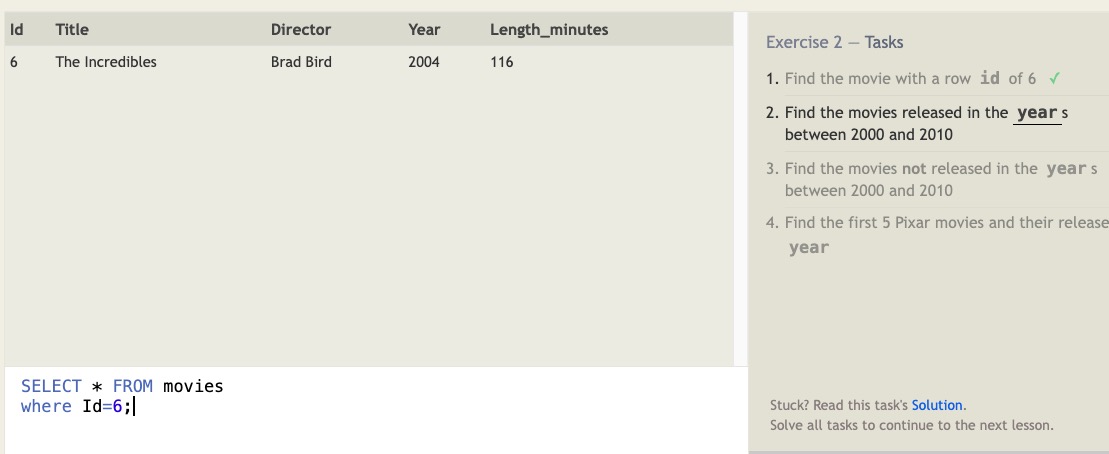 Id Title Director Year Length_minutes
6 The Incredibles Brad Bird 2004 116
SELECT * FROM movies
where Id=6;
Exercise 2 — Tasks
1. Find the movie with a row id of 6 ✓
2. Find the movies released in the year s
between 2000 and 2010
3. Find the movies not released in the year s
between 2000 and 2010
4. Find the first 5 Pixar movies and their release
year
Stuck? Read this task's Solution.
Solve all tasks to continue to the next lesson.